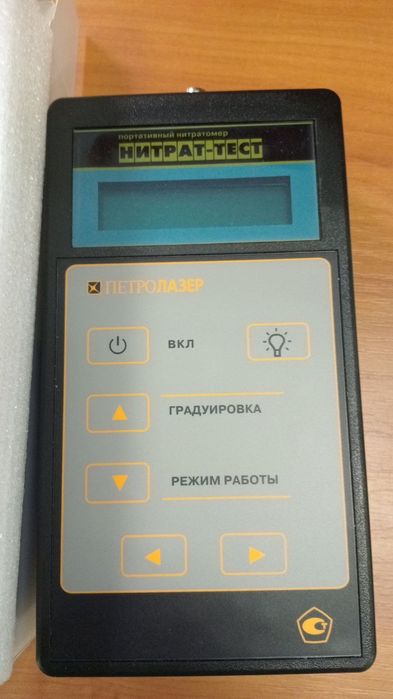 портативный нитратомер
НИТРАТ-ТЕСТ
ПЕТРОЛАЗЕР
ВКЛ
ГРАДУИРОВКА
РЕЖИМ РАБОТЫ